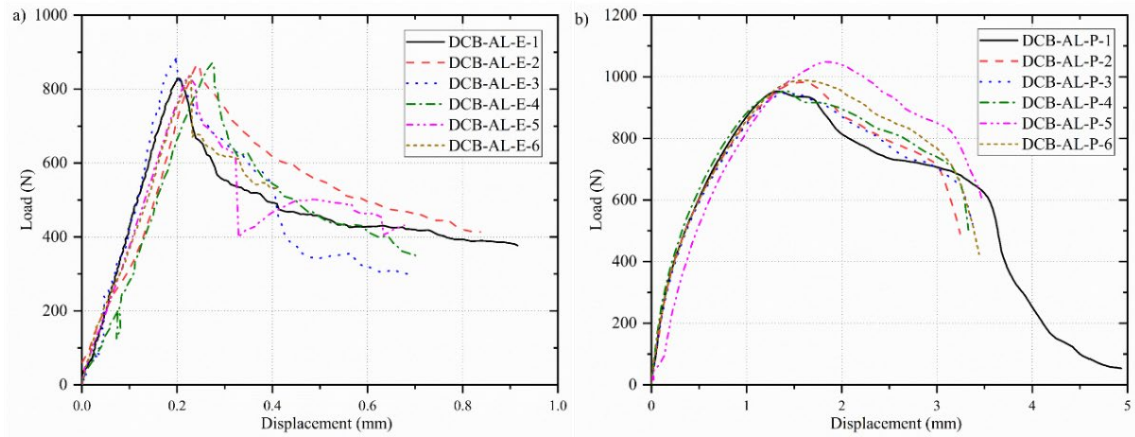 a)
1000
800
600
400
200
0
Load (N)
0.0 0.2 0.4 0.6 0.8 1.0
Displacement (mm)
DCB-AL-E-1
DCB-AL-E-2
DCB-AL-E-3
DCB-AL-E-4
DCB-AL-E-5
DCB-AL-E-6
b)
1200
1000
800
600
400
200
0
Load (N)
0 1 2 3 4 5
Displacement (mm)
DCB-AL-P-1
DCB-AL-P-2
DCB-AL-P-3
DCB-AL-P-4
DCB-AL-P-5
DCB-AL-P-6